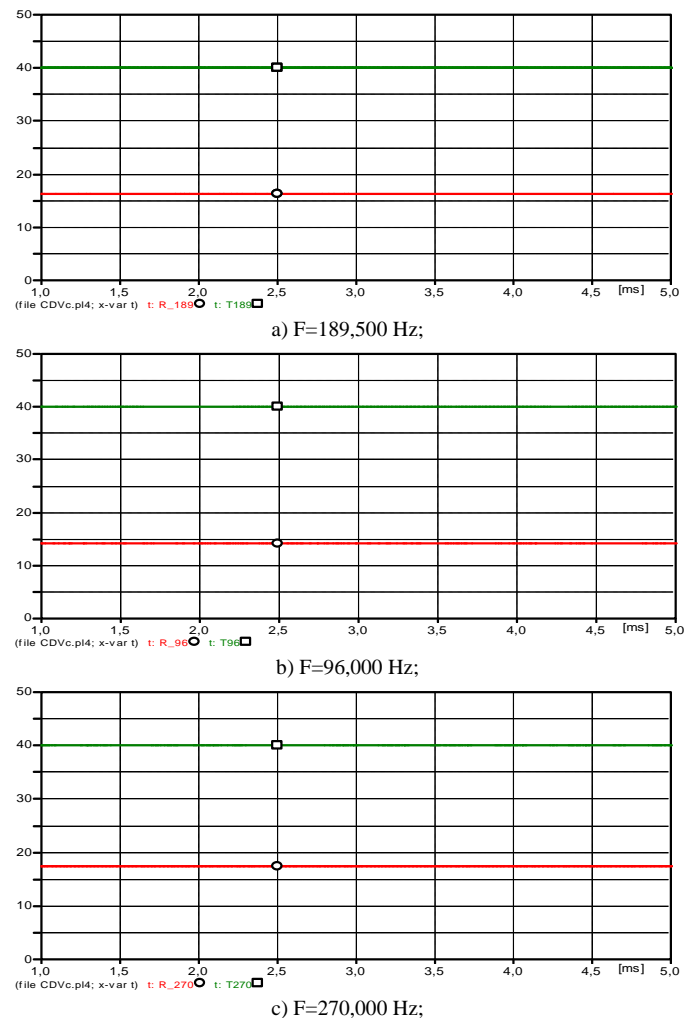 50
40
30
20
10
0
1,0 1,5 2,0 2,5 3,0 3,5 4,0 4,5 [ms] 5,0
(file CDVc.pl4; x-var t) t: R_189 t: T189
a) F=189,500 Hz;
50
40
30
20
10
0
1,0 1,5 2,0 2,5 3,0 3,5 4,0 4,5 [ms] 5,0
(file CDVc.pl4; x-var t) t: R_96 t: T96
b) F=96,000 Hz;
50
40
30
20
10
0
1,0 1,5 2,0 2,5 3,0 3,5 4,0 4,5 [ms] 5,0
(file CDVc.pl4; x-var t) t: R_270 t: T270
c) F=270,000 Hz;